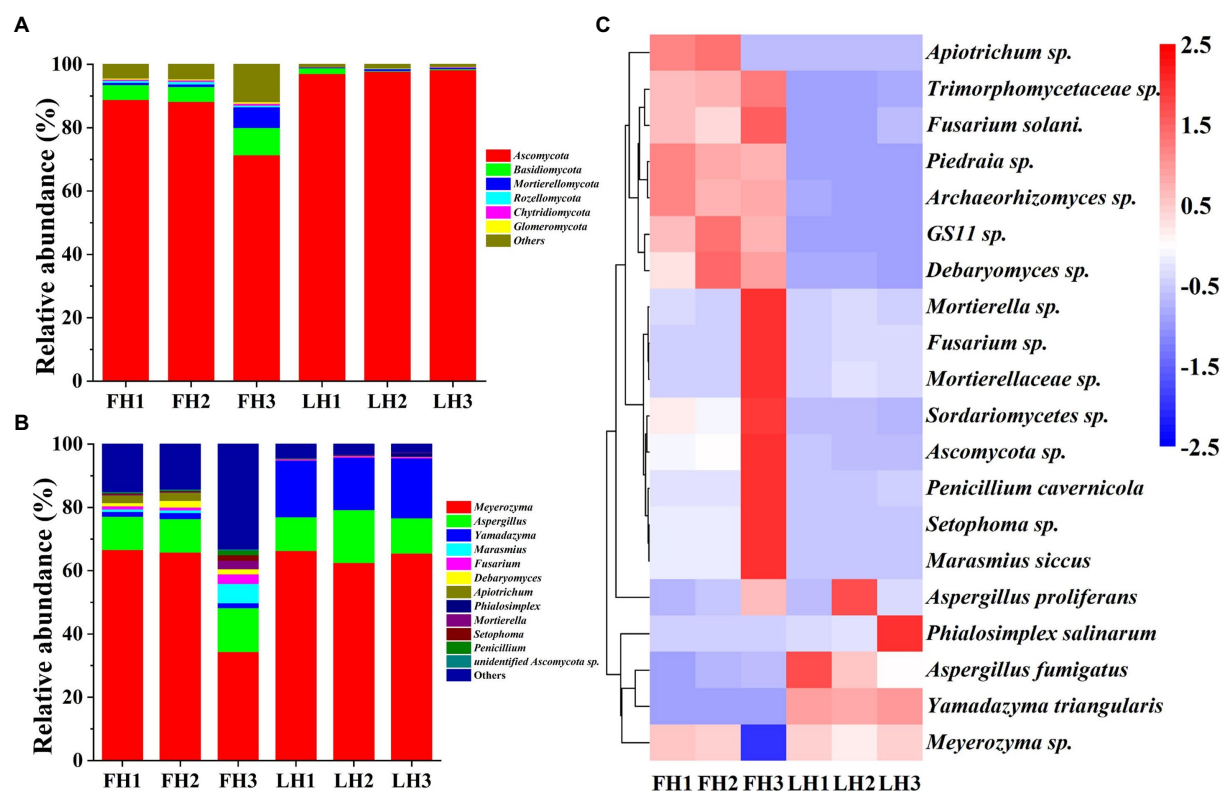 A
Relative abundance (%)
100
80
60
40
20
0
FH1 FH2 FH3 LH1 LH2 LH3
Ascomycota
Basidiomycota
Mortierellomycota
Rozellomycota
Chytridiomycota
Glomeromycota
Others
B
Relative abundance (%)
100
80
60
40
20
0
FH1 FH2 FH3 LH1 LH2 LH3
Meyerozyma
Aspergillus
Yamadazyma
Marasmius
Fusarium
Debaryomyces
Apiotrichum
Phialosimplex
Mortierella
Setophoma
Penicillium
unidentified Ascomycota sp.
Others
C
Apiotrichum sp.
Trimorphomycetaceae sp.
Fusarium solani.
Piedraia sp.
Archaeorhizomyces sp.
GS11 sp.
Debaryomyces sp.
Mortierella sp.
Fusarium sp.
Mortierellaceae sp.
Sordariomycetes sp.
Ascomycota sp.
Penicillium cavernicola
Setophoma sp.
Marasmius siccus
Aspergillus proliferans
Phialosimplex salinarum
Aspergillus fumigatus
Yamadazyma triangularis
Meyerozyma sp.
FH1 FH2 FH3 LH1 LH2 LH3
2.5
1.5
0.5
-0.5
-1.5
-2.5